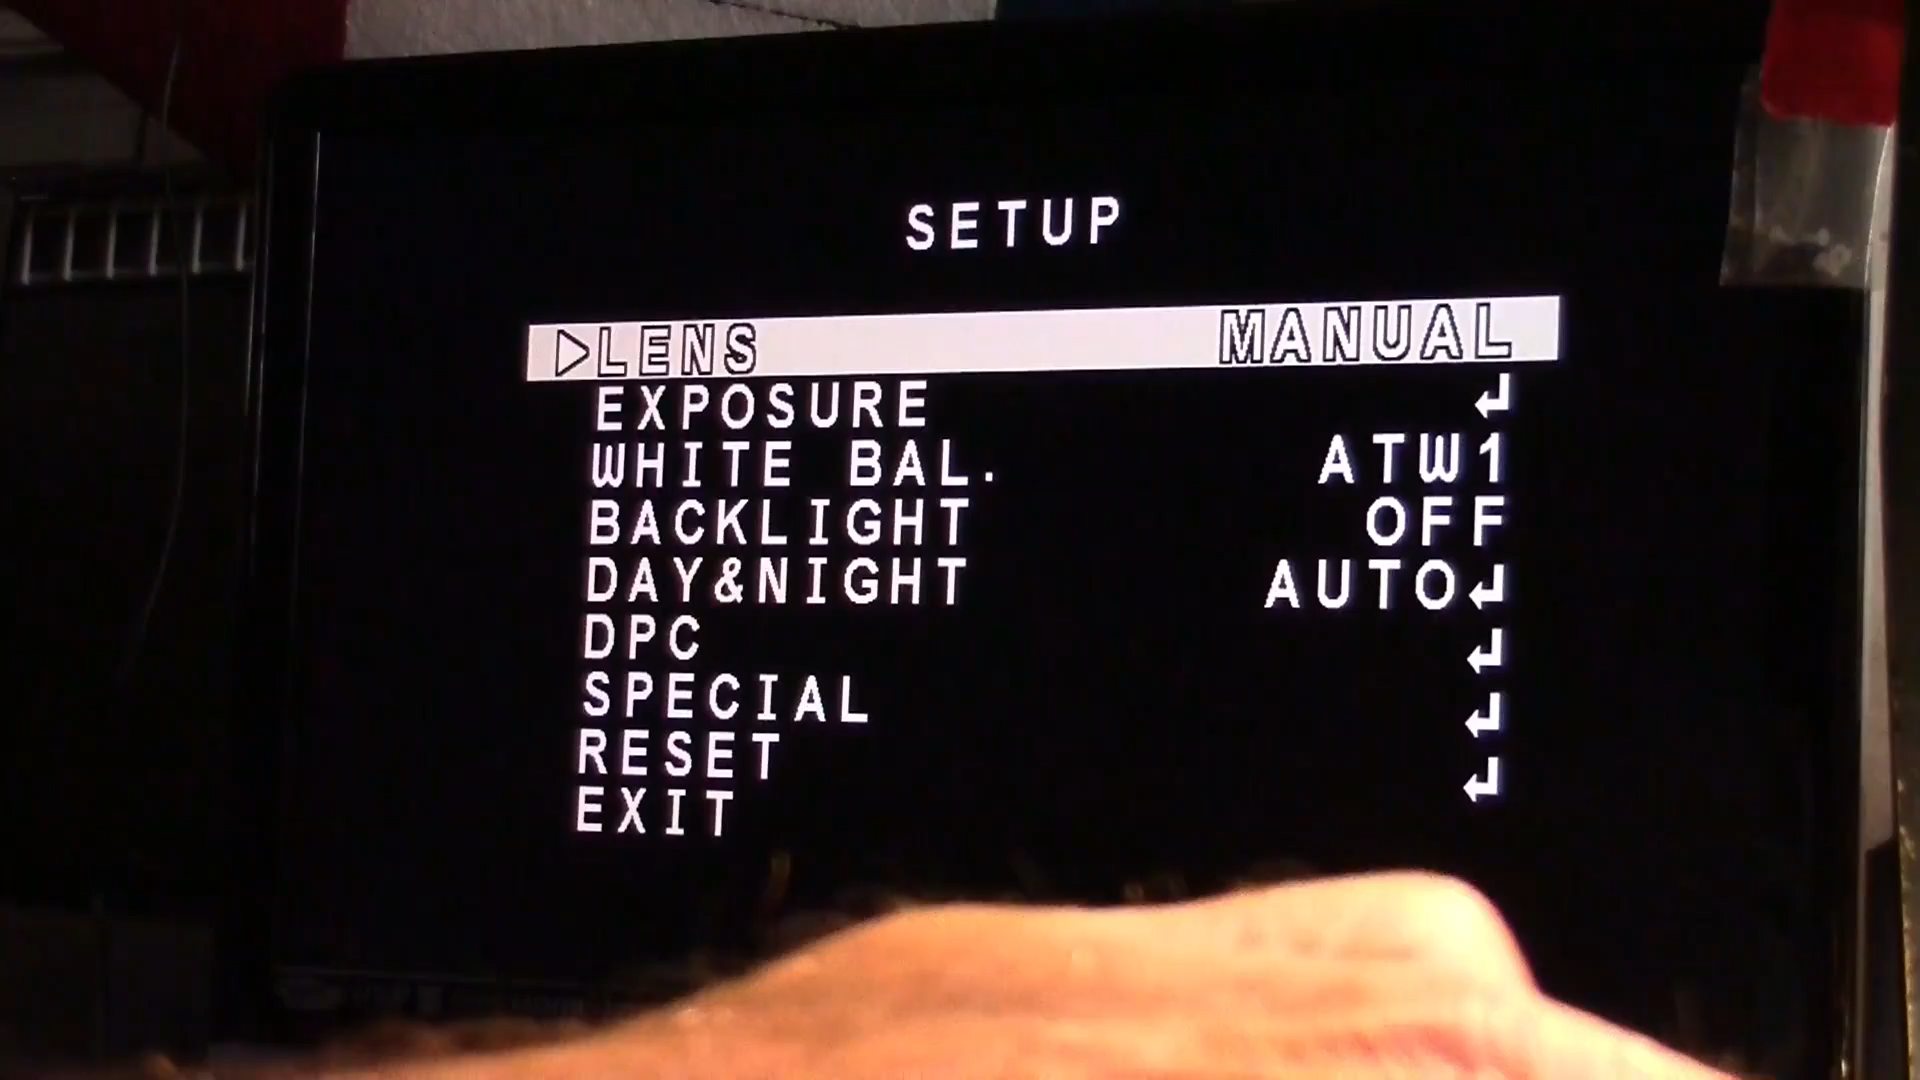 SETUP
▷LENS MANUAL
EXPOSURE ↲
WHITE BAL. ATW1
BACKLIGHT OFF
DAY&NIGHT AUTO↲
DPC ↲
SPECIAL ↲
RESET ↲
EXIT